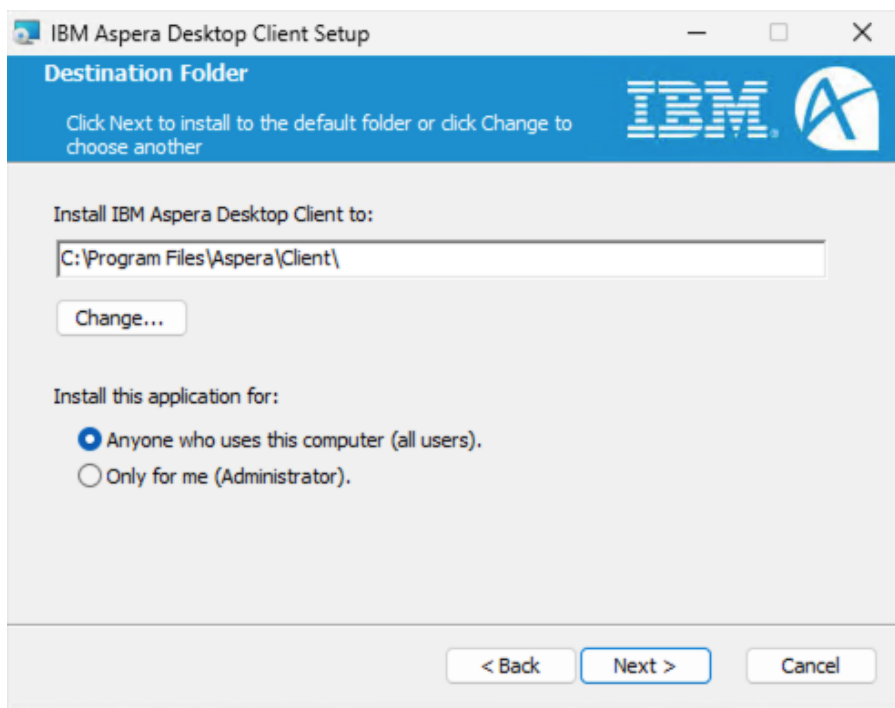 IBM Aspera Desktop Client Setup
Destination Folder
Click Next to install to the default folder or click Change to
choose another
IBM.
Install IBM Aspera Desktop Client to:
C:\Program Files\Aspera\Client\
Change...
Install this application for:
Anyone who uses this computer (all users).
Only for me (Administrator).
< Back Next > Cancel